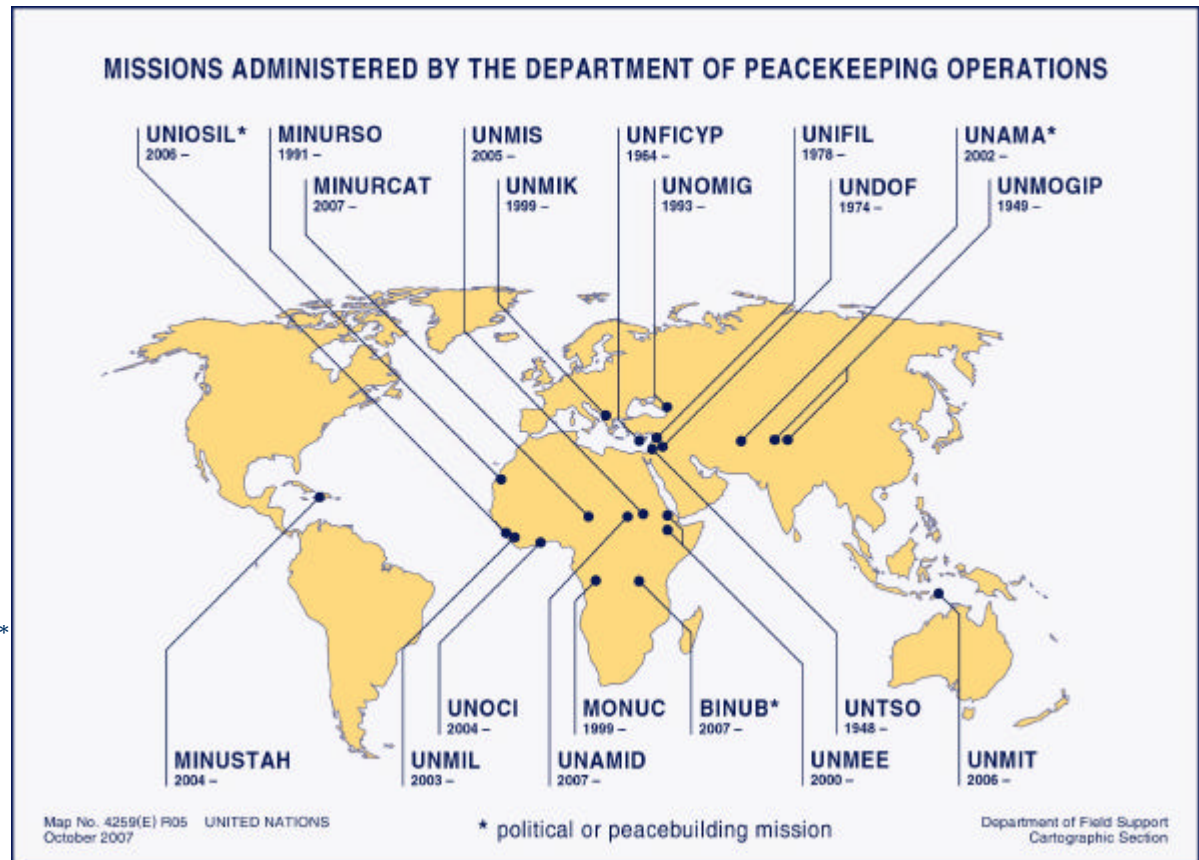 MISSIONS ADMINISTERED BY THE DEPARTMENT OF PEACEKEEPING OPERATIONS
UNIOSIL*
2006 –
MINURSO
1991 –
UNMIS
2005 –
UNFICYP
1964 –
UNIFIL
1978 –
UNAMA*
2002 –
MINURCAT
2007 –
UNMIK
1999 –
UNOMIG
1993 –
UNDOF
1974 –
UNMOGIP
1949 –
*
UNOCI
2004 –
MONUC
1999 –
BINUB*
2007 –
UNTSO
1948 –
MINUSTAH
2004 –
UNMIL
2003 –
UNAMID
2007 –
UNMEE
2000 –
UNMIT
2006 –
Map No. 4259(E) R05 UNITED NATIONS
October 2007
* political or peacebuilding mission
Department of Field Support
Cartographic Section